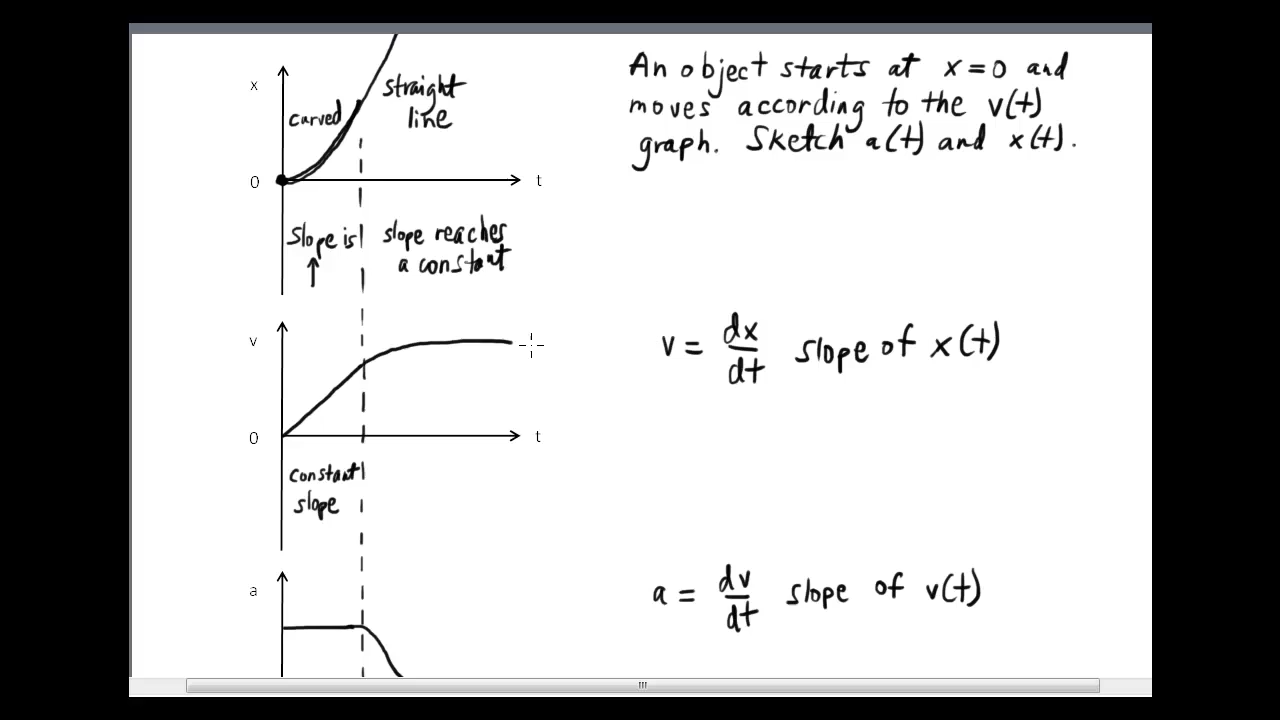 An object starts at x = 0 and
moves according to the v(t)
graph. Sketch a(t) and x(t).
x
curved
straight
line
0
t
slope is
↑
slope reaches
a constant
v
0
t
v = dx/dt slope of x(t)
constant
slope
a
a = dv/dt slope of v(t)